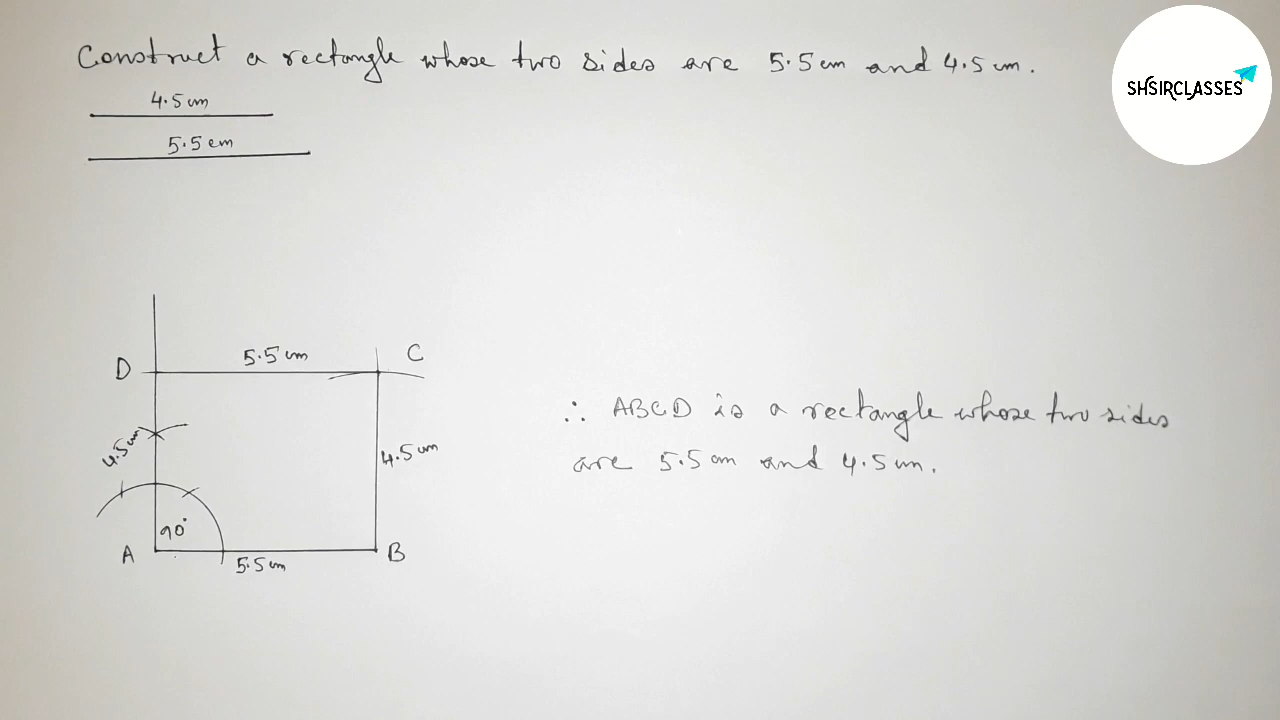 Construct a rectangle whose two sides are 5.5 cm and 4.5 cm.
SHSIRCLASSES
4.5 cm
5.5 cm
D
5.5 cm
C
4.5 cm
4.5 cm
∴ ABCD is a rectangle whose two sides
are 5.5 cm and 4.5 cm.
90°
A
5.5 cm
B